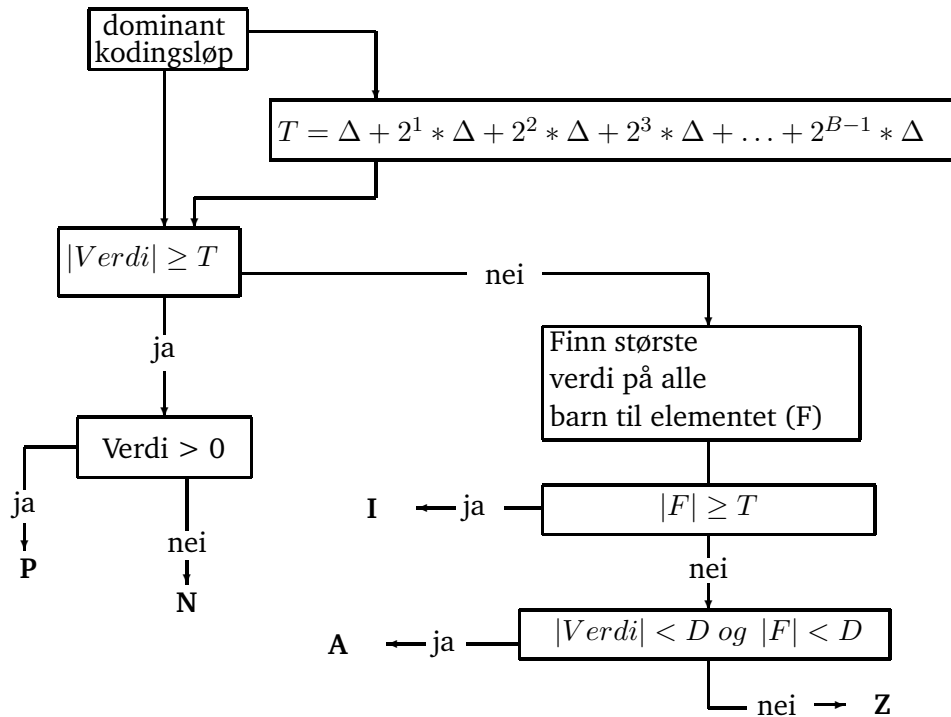 dominant
kodingsløp
T = Δ + 2^1 * Δ + 2^2 * Δ + 2^3 * Δ + . . . + 2^{B−1} * Δ
|Verdi| ≥ T
nei
ja
Finn største
verdi på alle
barn til elementet (F)
Verdi > 0
ja
nei
P
N
|F| ≥ T
ja
I
nei
|Verdi| < D og |F| < D
ja
A
nei
Z